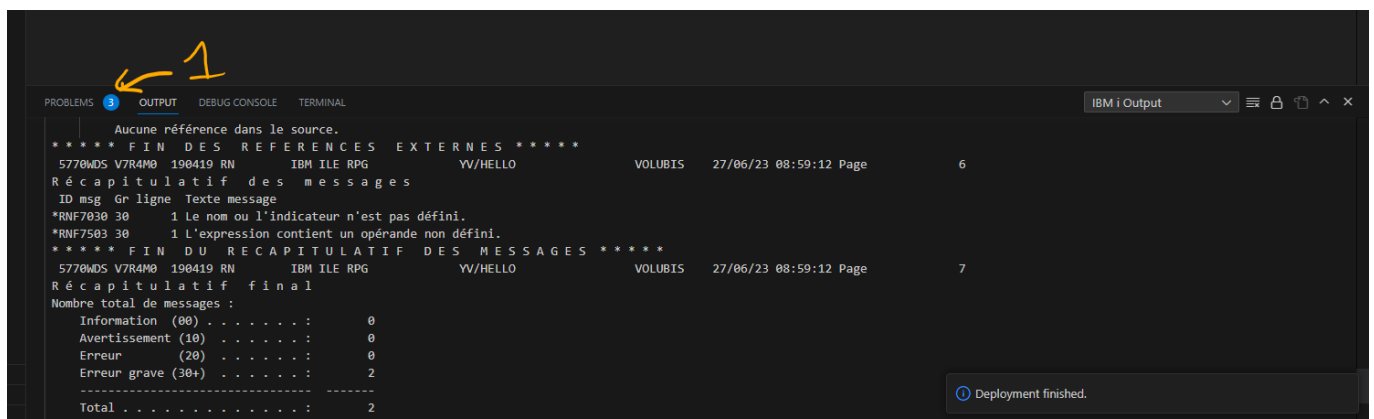 1
PROBLEMS 3 OUTPUT DEBUG CONSOLE TERMINAL IBM i Output
Aucune référence dans le source.
* * * * * F I N D E S R E F E R E N C E S E X T E R N E S * * * * *
5770WDS V7R4M0 190419 RN IBM ILE RPG YV/HELLO VOLUBIS 27/06/23 08:59:12 Page 6
R é c a p i t u l a t i f d e s m e s s a g e s
ID msg Gr ligne Texte message
*RNF7030 30 1 Le nom ou l'indicateur n'est pas défini.
*RNF7503 30 1 L'expression contient un opérande non défini.
* * * * * F I N D U R E C A P I T U L A T I F D E S M E S S A G E S * * * * *
5770WDS V7R4M0 190419 RN IBM ILE RPG YV/HELLO VOLUBIS 27/06/23 08:59:12 Page 7
R é c a p i t u l a t i f f i n a l
Nombre total de messages :
Information (00) . . . . . . . : 0
Avertissement (10) . . . . . . : 0
Erreur (20) . . . . . . : 0
Erreur grave (30+) . . . . . . : 2
-------------------------------- -------
Total . . . . . . . . . . . . . : 2
Deployment finished.